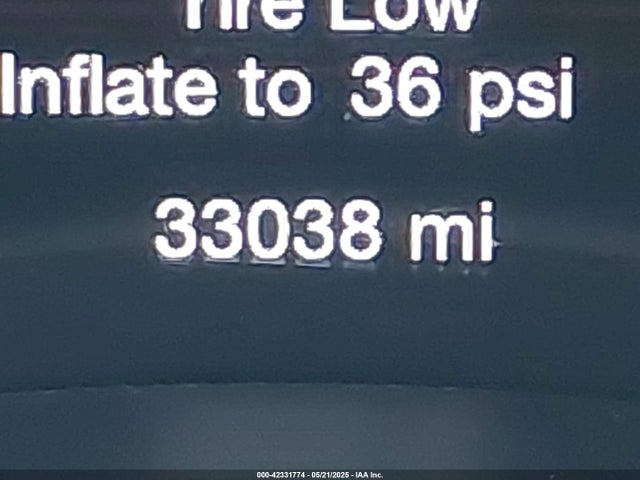 Tire Low
Inflate to 36 psi
33038 mi
000-42331774 - 05/21/2025 - IAA Inc.